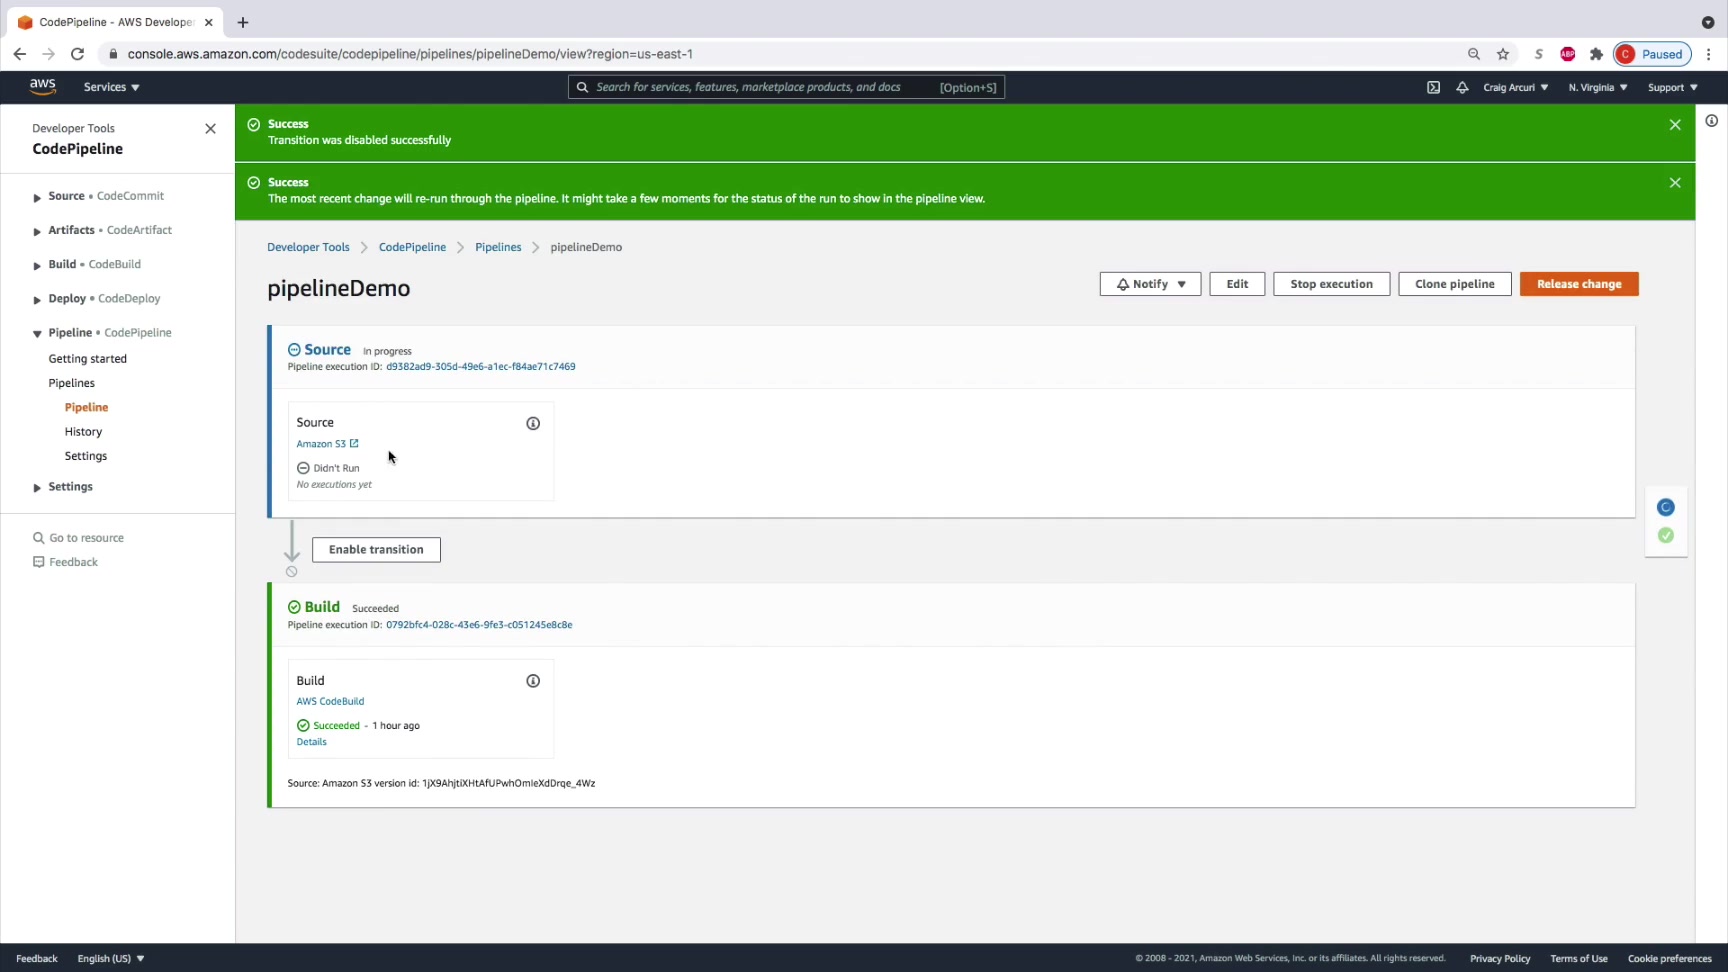 CodePipeline - AWS Developer
console.aws.amazon.com/codesuite/codepipeline/pipelines/pipelineDemo/view?region=us-east-1
S
ABP
C
Paused
aws
Services
Search for services, features, marketplace products, and docs
[Option+S]
Craig Arcuri
N. Virginia
Support
Developer Tools
CodePipeline
Source • CodeCommit
Artifacts • CodeArtifact
Build • CodeBuild
Deploy • CodeDeploy
Pipeline • CodePipeline
Getting started
Pipelines
Pipeline
History
Settings
Settings
Go to resource
Feedback
Success
Transition was disabled successfully
Success
The most recent change will re-run through the pipeline. It might take a few moments for the status of the run to show in the pipeline view.
Developer Tools > CodePipeline > Pipelines > pipelineDemo
pipelineDemo
Notify
Edit
Stop execution
Clone pipeline
Release change
Source In progress
Pipeline execution ID: d9382ad9-305d-49e6-a1ec-f84ae71c7469
Source
Amazon S3
Didn't Run
No executions yet
Enable transition
Build Succeeded
Pipeline execution ID: 0792bfc4-028c-43e6-9fe3-c051245e8c8e
Build
AWS CodeBuild
Succeeded - 1 hour ago
Details
Source: Amazon S3 version id: 1jX9AhjtiXHtAfUPwhOmIeXdDrqe_4Wz
Feedback
English (US)
© 2008 - 2021, Amazon Web Services, Inc. or its affiliates. All rights reserved.
Privacy Policy
Terms of Use
Cookie preferences